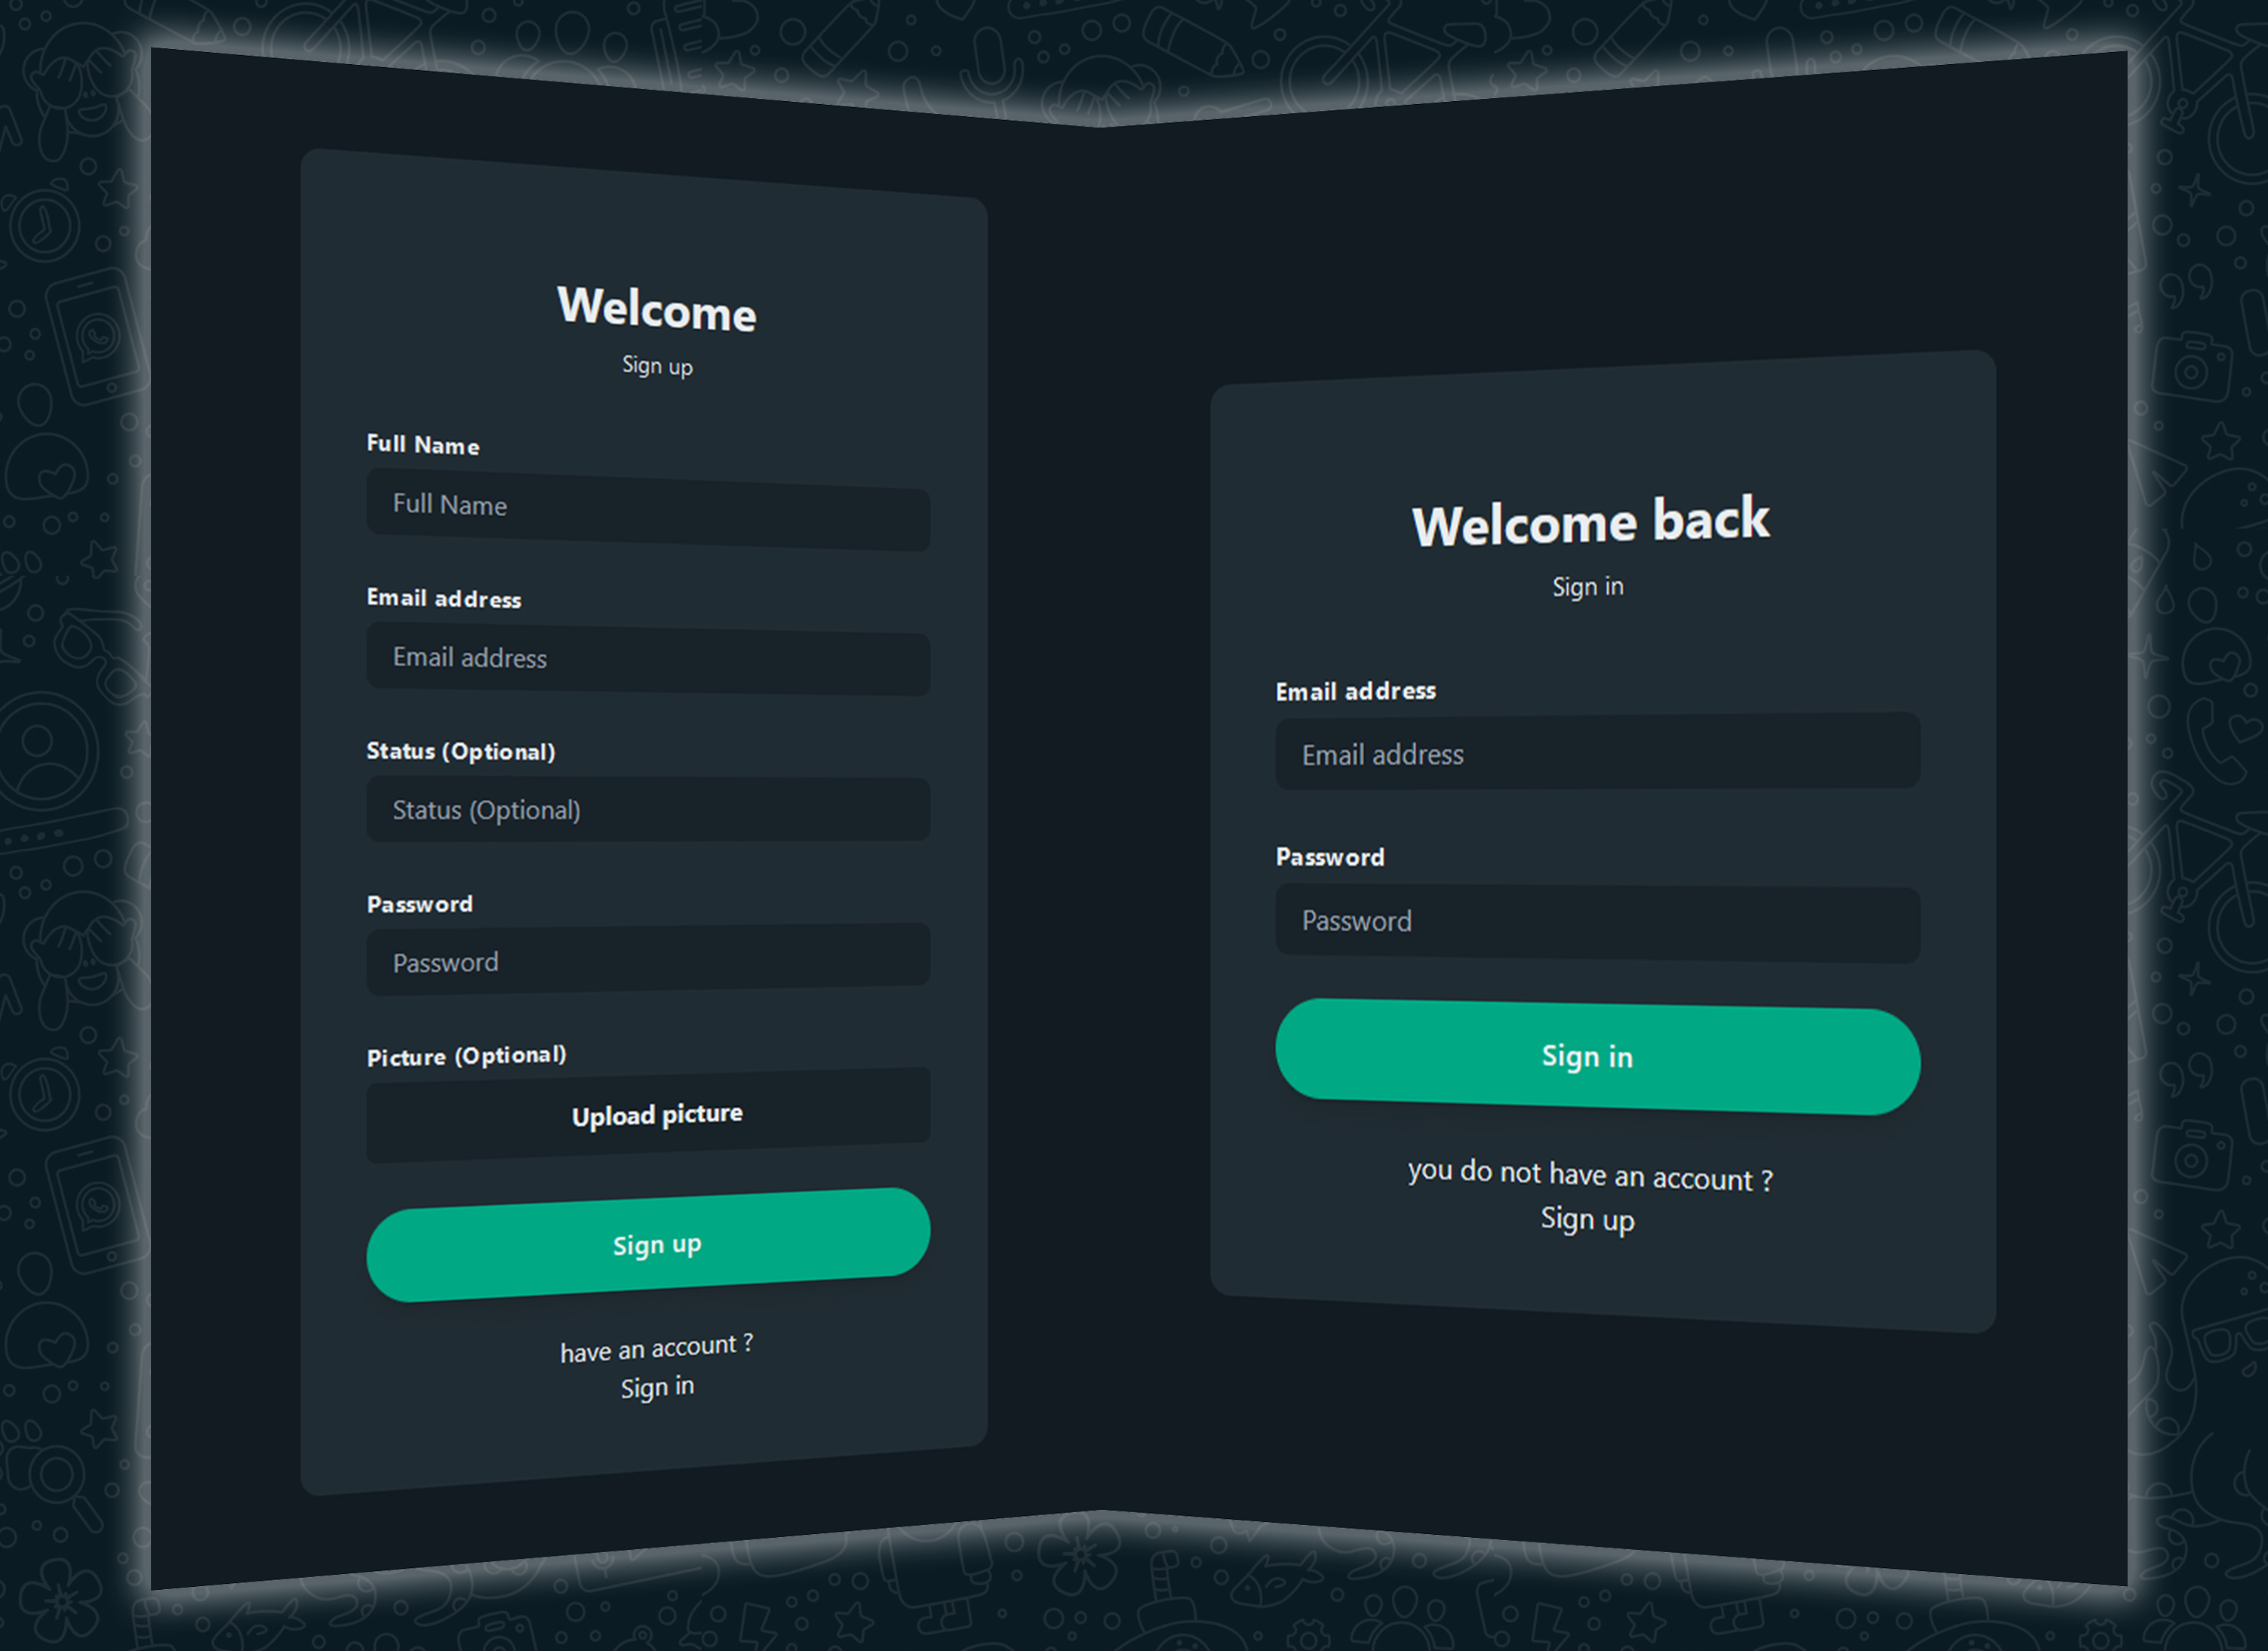 Welcome
Sign up
Full Name
Full Name
Email address
Email address
Status (Optional)
Status (Optional)
Password
Password
Picture (Optional)
Upload picture
Sign up
have an account ?
Sign in
Welcome back
Sign in
Email address
Email address
Password
Password
Sign in
you do not have an account ?
Sign up